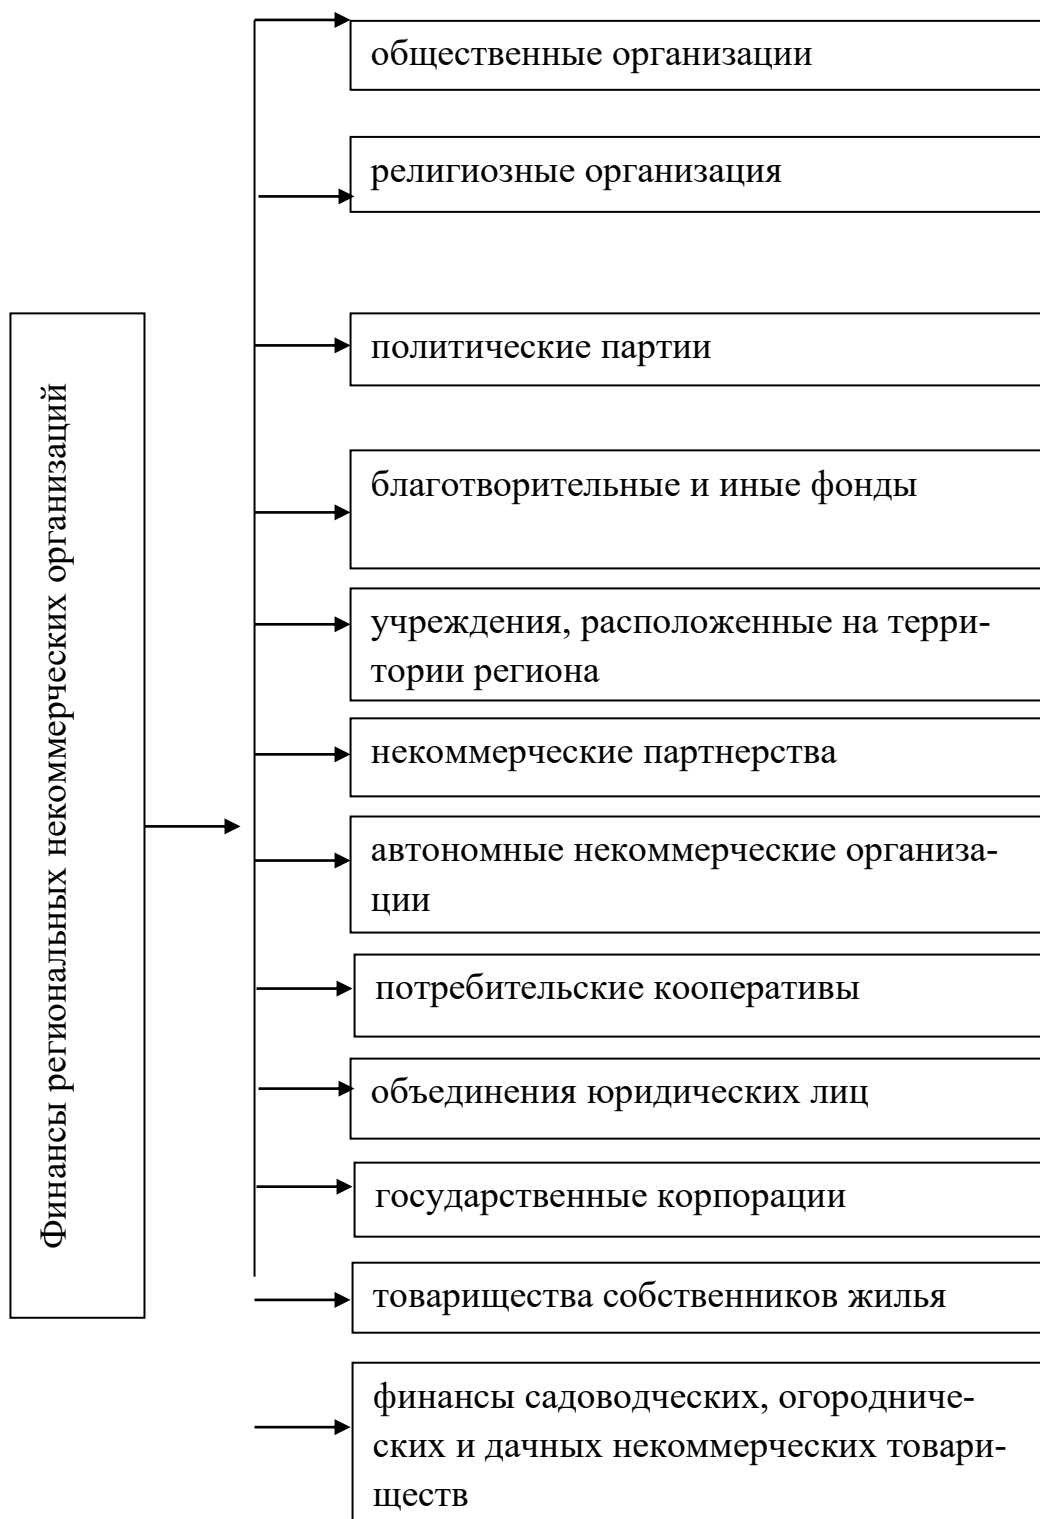 Финансы региональных некоммерческих организаций
общественные организации
религиозные организация
политические партии
благотворительные и иные фонды
учреждения, расположенные на терри-
тории региона
некоммерческие партнерства
автономные некоммерческие организа-
ции
потребительские кооперативы
объединения юридических лиц
государственные корпорации
товарищества собственников жилья
финансы садоводческих, огородниче-
ских и дачных некоммерческих товари-
ществ